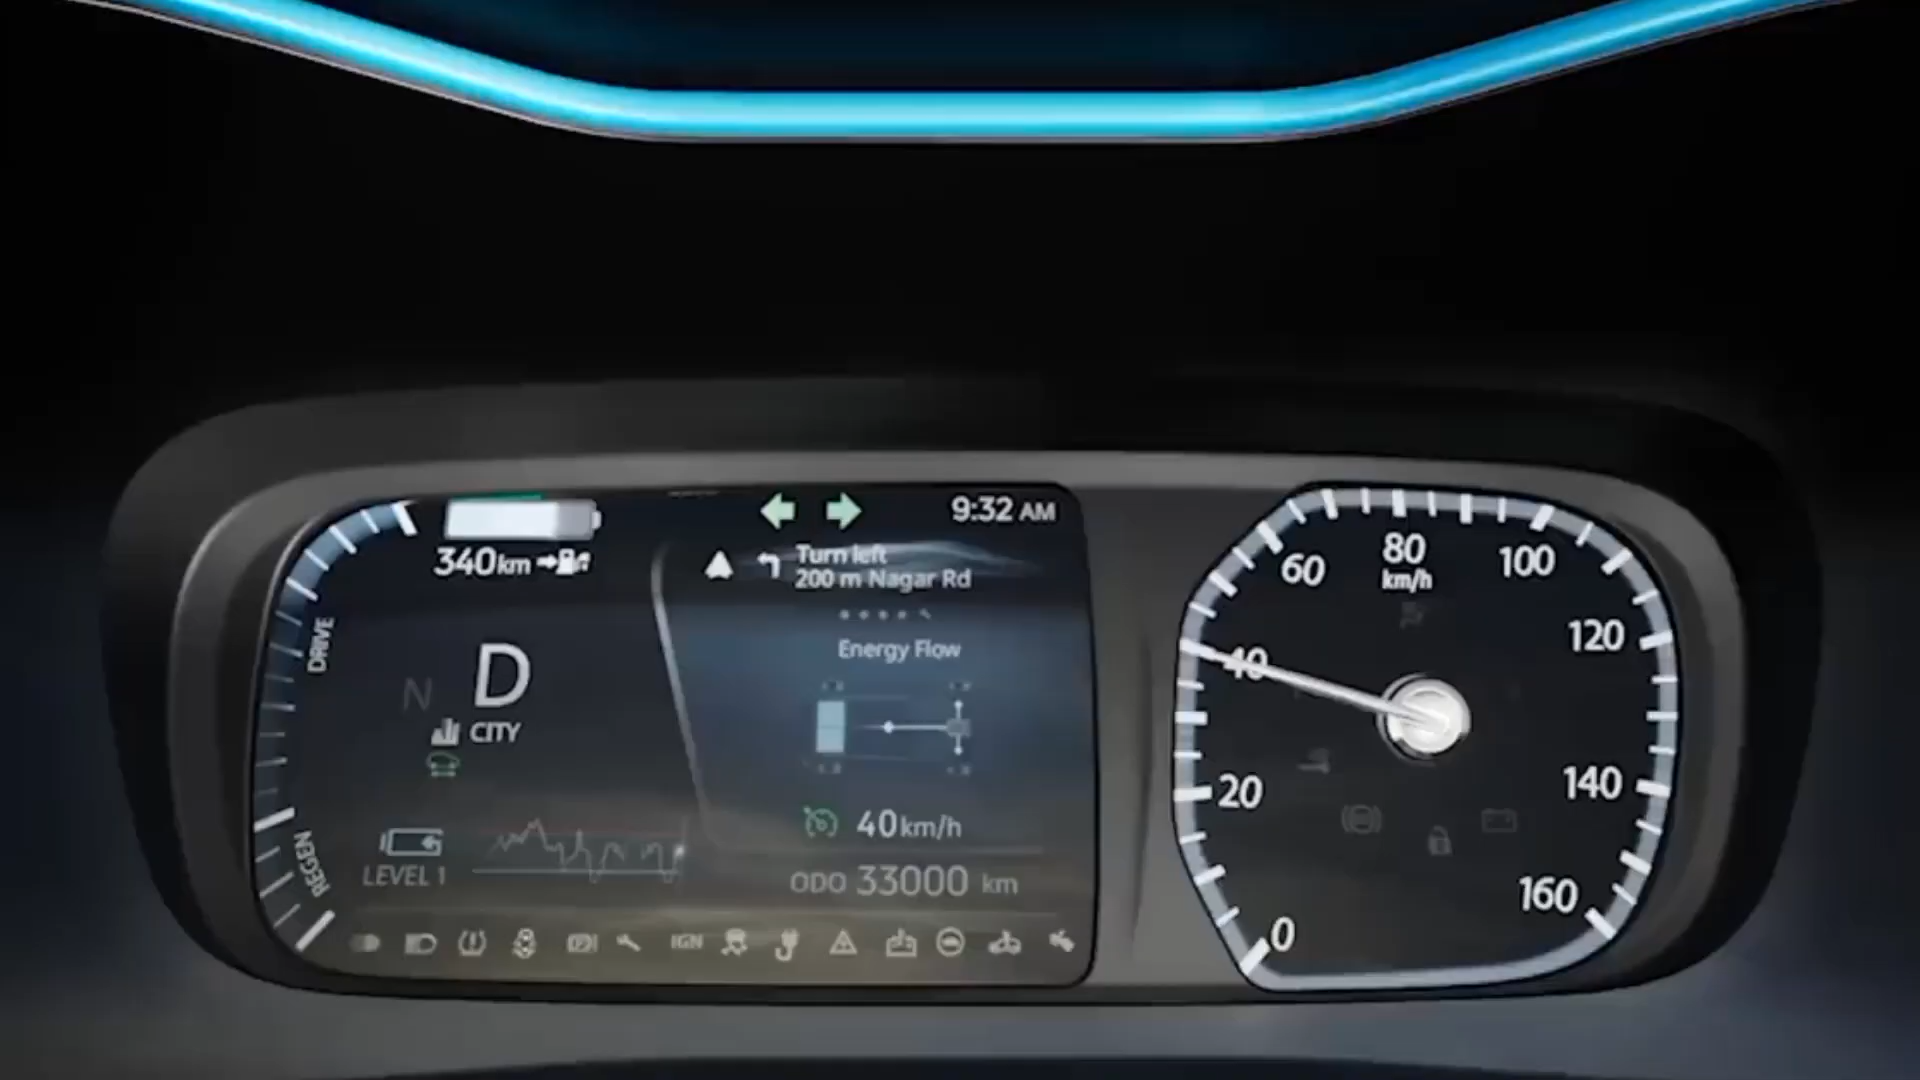 9:32 AM
340km
Turn left
200 m Nagar Rd
Energy Flow
DRIVE
N D
CITY
REGEN
LEVEL 1
40km/h
ODO 33000 km
IGN
0
20
40
60
80
km/h
100
120
140
160